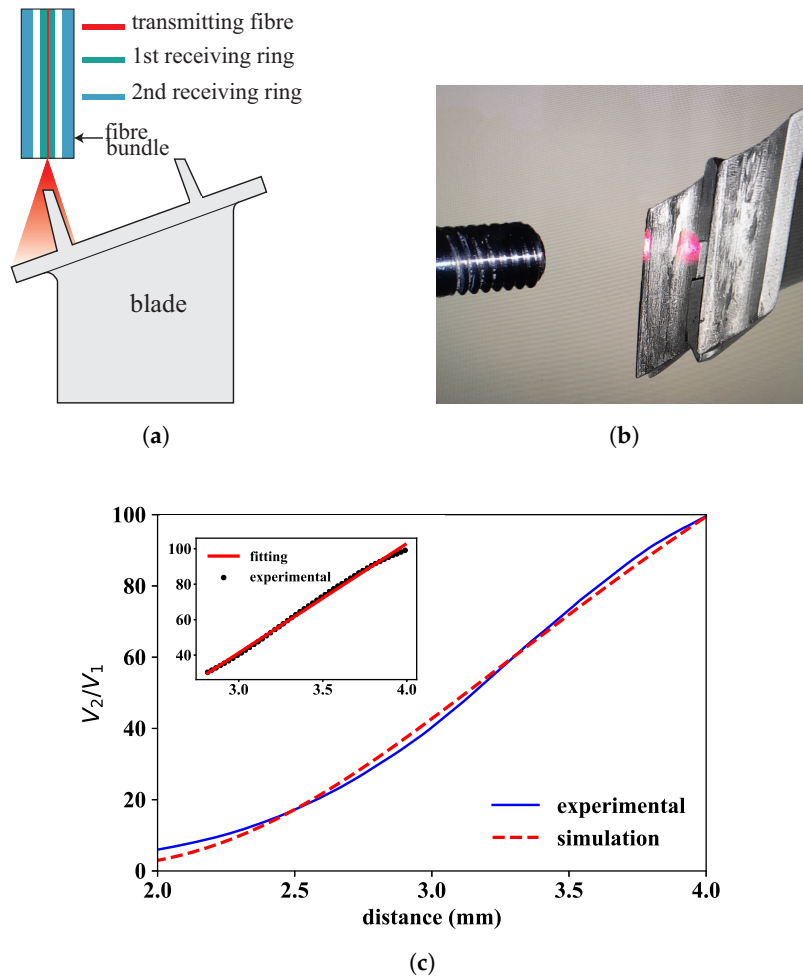 transmitting fibre
1st receiving ring
2nd receiving ring
fibre
bundle
blade
(a)
(b)
100
80
60
40
20
0
2.0
2.5
3.0
3.5
4.0
V₂/V₁
distance (mm)
experimental
simulation
100
80
60
40
3.0
3.5
4.0
fitting
experimental
(c)